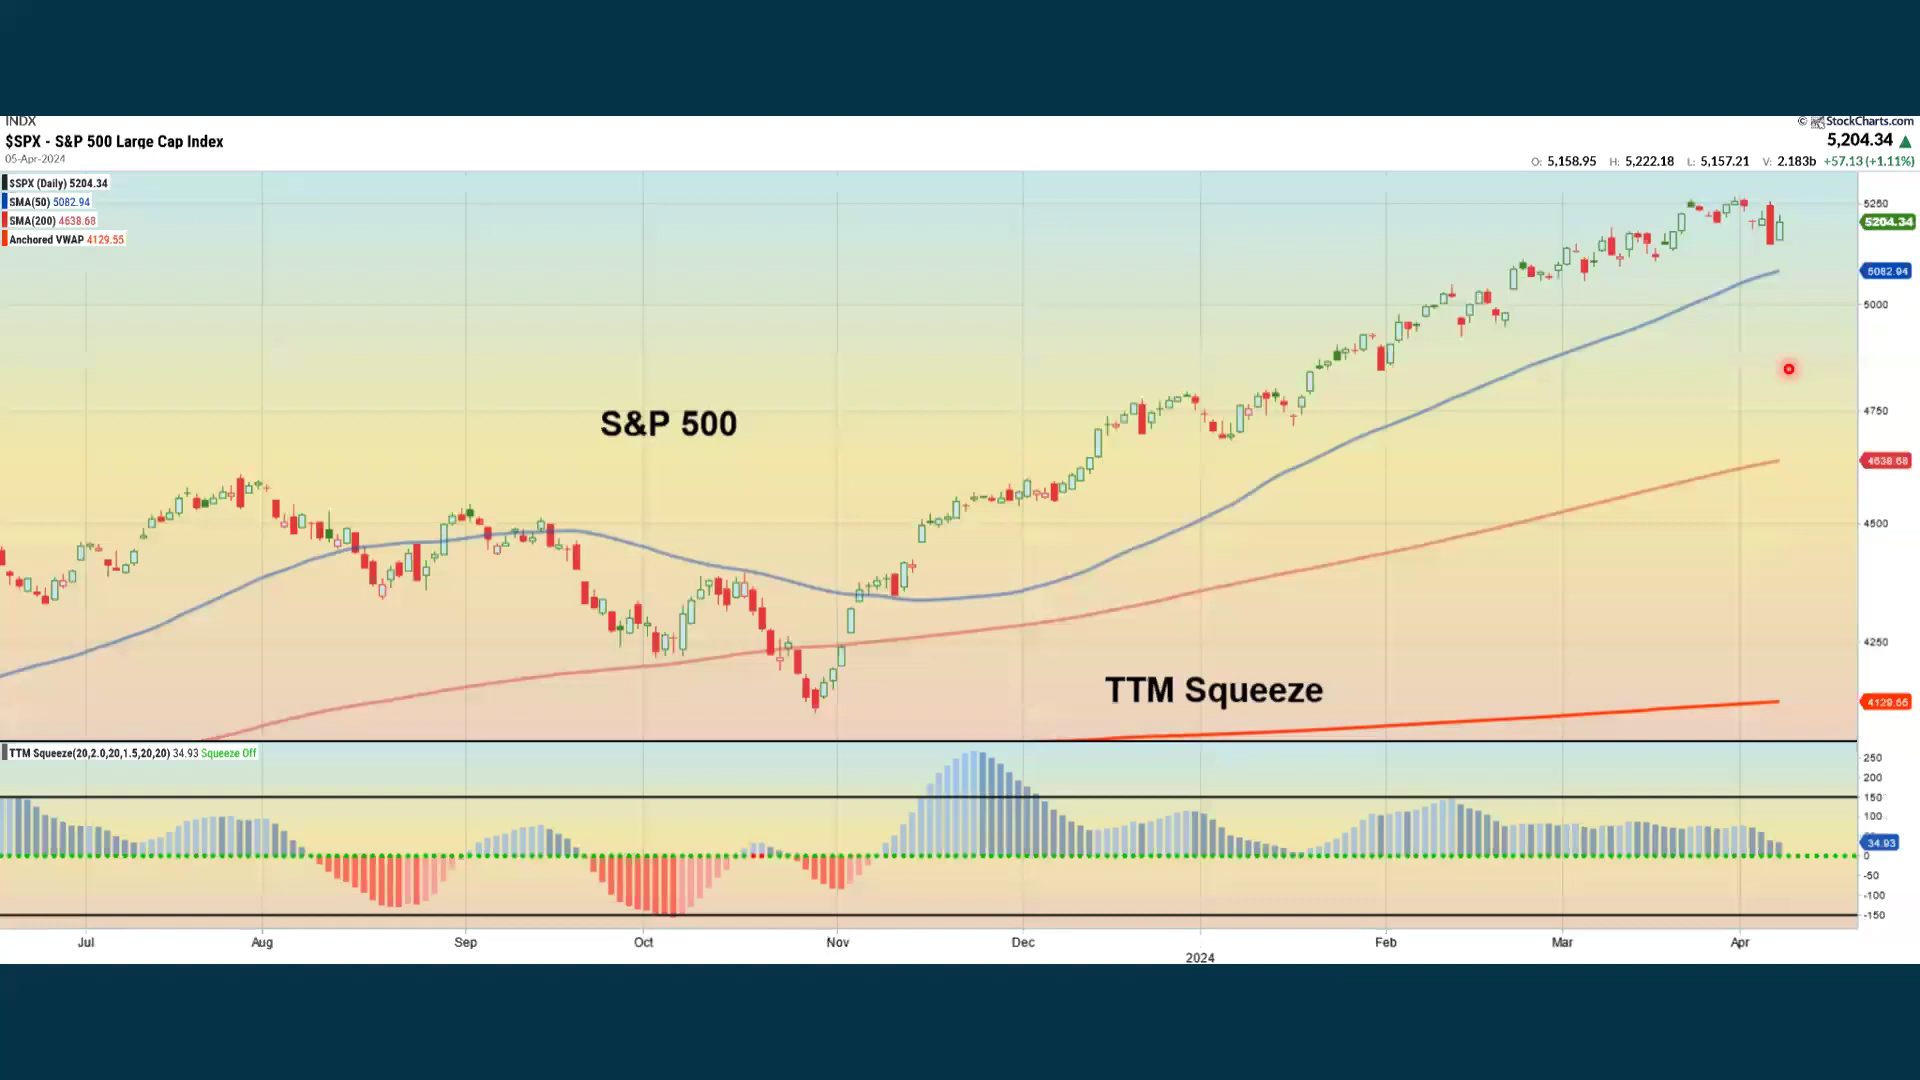 INDX
© StockCharts.com
$SPX - S&P 500 Large Cap Index
5,204.34 ▲
05-Apr-2024
O: 5,158.95 H: 5,222.18 L: 5,157.21 V: 2.183b +57.13 (+1.11%)
$SPX (Daily) 5204.34
SMA(50) 5082.94
SMA(200) 4638.68
Anchored VWAP 4129.55
5250
5204.34
5082.94
5000
4750
4638.68
4500
4250
4129.55
S&P 500
TTM Squeeze
TTM Squeeze(20,2.0,20,1.5,20,20) 34.93 Squeeze Off
250
200
150
100
34.93
0
-50
-100
-150
Jul Aug Sep Oct Nov Dec Feb Mar Apr
2024